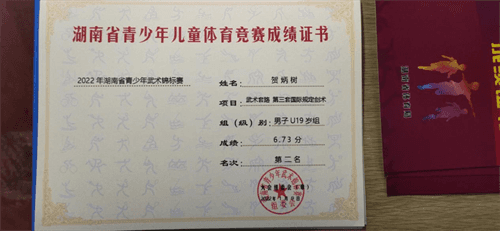 湖南省青少年儿童体育竞赛成绩证书
2022年湖南省青少年武术锦标赛
姓名：贺炳树
项目：武术套路 第三套国际规定剑术
组（级）别：男子U19岁组
成绩：6.73分
名次：第二名